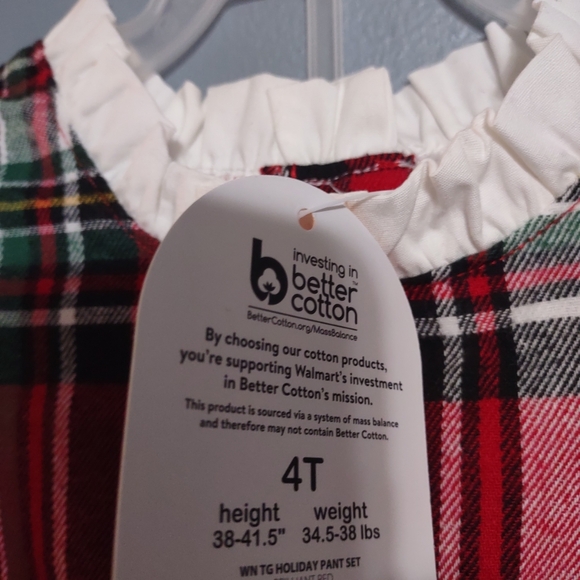 investing in
better
cotton™
BetterCotton.org/MassBalance
By choosing our cotton products,
you're supporting Walmart's investment
in Better Cotton's mission.
This product is sourced via a system of mass balance
and therefore may not contain Better Cotton.
4T
height weight
38-41.5" 34.5-38 lbs
WN TG HOLIDAY PANT SET
RED